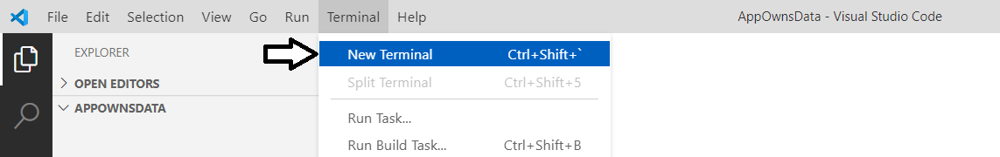 File Edit Selection View Go Run Terminal Help AppOwnsData - Visual Studio Code
EXPLORER
OPEN EDITORS
APPOWNSDATA
New Terminal Ctrl+Shift+`
Split Terminal Ctrl+Shift+5
Run Task...
Run Build Task... Ctrl+Shift+B